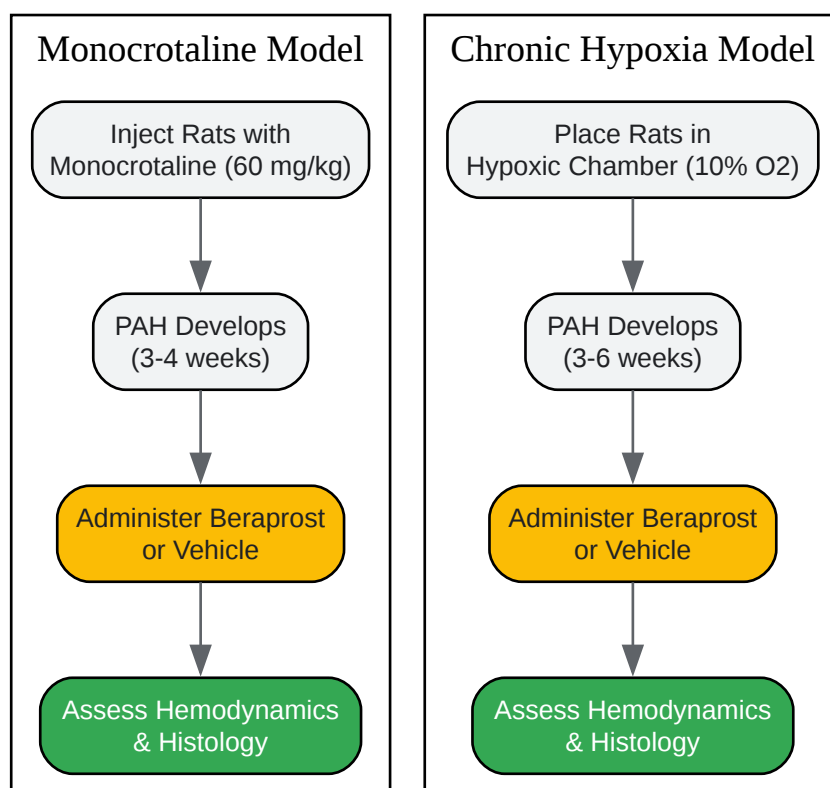 Monocrotaline Model
Inject Rats with
Monocrotaline (60 mg/kg)
PAH Develops
(3-4 weeks)
Administer Beraprost
or Vehicle
Assess Hemodynamics
& Histology
Chronic Hypoxia Model
Place Rats in
Hypoxic Chamber (10% O2)
PAH Develops
(3-6 weeks)
Administer Beraprost
or Vehicle
Assess Hemodynamics
& Histology